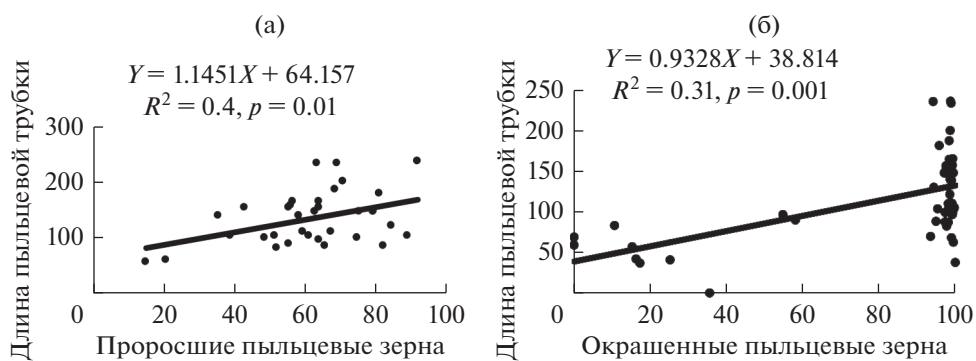 (а)
Y = 1.1451X + 64.157
R² = 0.4, p = 0.01
Длина пыльцевой трубки
300
200
100
0
20
40
60
80
100
Проросшие пыльцевые зерна
(б)
Y = 0.9328X + 38.814
R² = 0.31, p = 0.001
Длина пыльцевой трубки
250
200
150
100
50
0
20
40
60
80
100
Окрашенные пыльцевые зерна